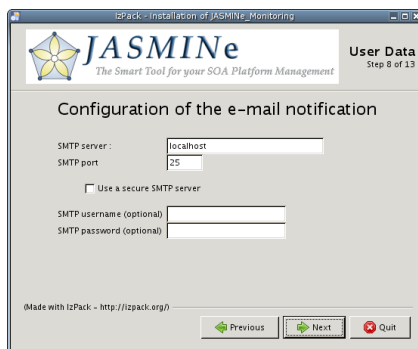 IzPack - Installation of JASMINe_Monitoring
JASMINe
The Smart Tool for your SOA Platform Management
User Data
Step 8 of 13
Configuration of the e-mail notification
SMTP server :
localhost
SMTP port
25
Use a secure SMTP server
SMTP username (optional)
SMTP password (optional)
(Made with IzPack - http://izpack.org/)
Previous
Next
Quit